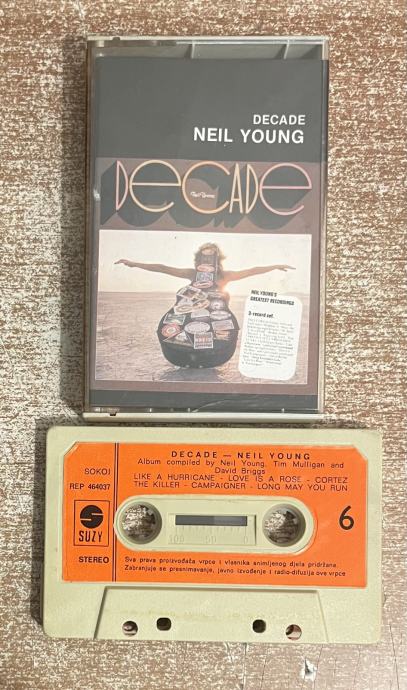 DECADE
NEIL YOUNG
DECADE
Neil Young
NEIL YOUNG'S
GREATEST RECORDINGS
3-record set.
DECADE — NEIL YOUNG
Album compiled by Neil Young, Tim Mulligan and
David Briggs
LIKE A HURRICANE - LOVE IS A ROSE - CORTEZ
THE KILLER - CAMPAIGNER - LONG MAY YOU RUN
SOKOJ
REP 464037
SUZY
STEREO
6
100 50 0
Sva prava proizvođača vrpce i vlasnika snimljenog djela pridržana.
Zabranjuje se presnimavanje, javno izvođenje i radio-difuzija ove vrpce